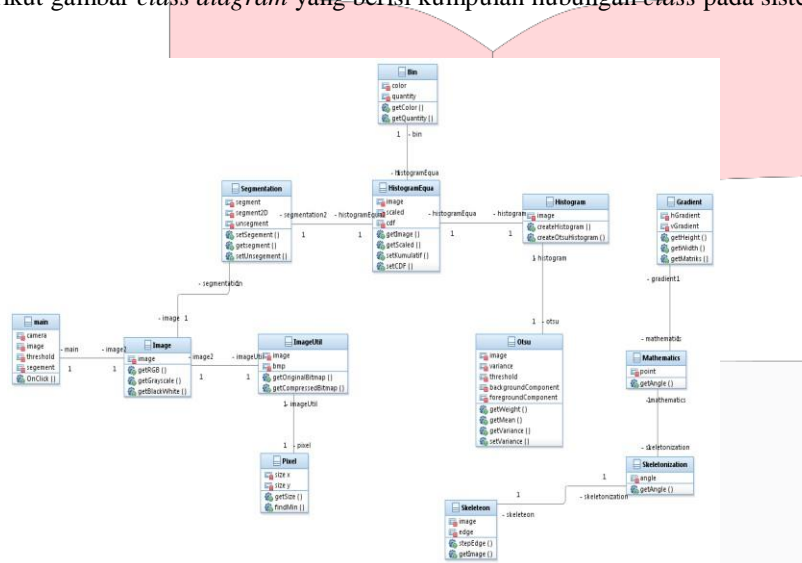 ikut gambar class diagram yang berisi kumpulan hubungan class pada siste
Bin
color
quantity
getColor ()
getQuantity ()
1 - bin
- histogramEqua
Segmentation
segment
segment2D
unsegment
setSegement ()
getsegment ()
setUnsegement ()
- segmentation2 - histogramEqua
1 1
HistogramEqua
image
scaled
cdf
getImage ()
getScaled ()
setKumulatif ()
setCDF ()
- histogramEqua - histogram
1 1
Histogram
image
createHistogram ()
createOtsuHistogram ()
Gradient
hGradient
vGradient
getHeight ()
getWidth ()
getMatriks ()
- segmentation
1 histogram
- gradient1
- image 1
1 - otsu
- mathematik
main
camera
image
threshold
segement
OnClick ()
- main - image2
1 1
Image
image
getRGB ()
getGrayscale ()
getBlackWhite ()
- image2 - imageUtil
1 1
ImageUtil
image
bmp
getOriginalBitmap ()
getCompressedBitmap ()
Otsu
image
variance
threshold
backgroundComponent
foregroundComponent
getWeight ()
getMean ()
getVariance ()
setVariance ()
Mathematics
point
getAngle ()
1 imageUtil
mathematics
1 - pixel
- skeletonization
Pixel
size x
size y
getSize ()
findMin ()
Skeletonization
angle
getAngle ()
1
- skeletonization
1
- skeleteon
Skeleteon
image
edge
stepEdge ()
getImage ()